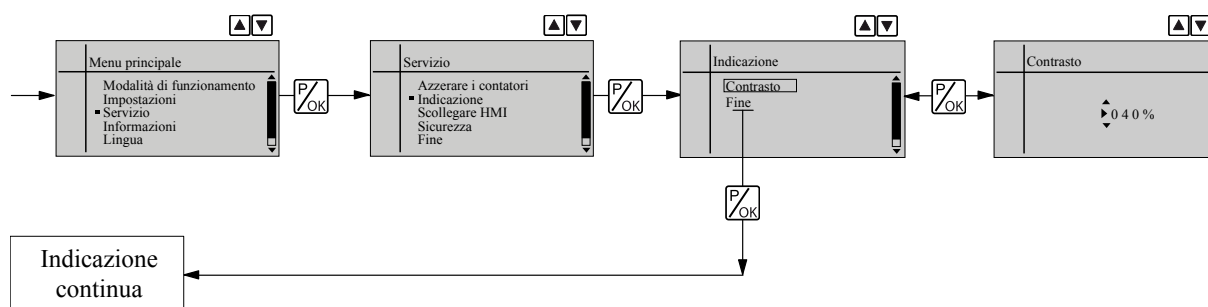 Menu principale
Modalità di funzionamento
Impostazioni
Servizio
Informazioni
Lingua
P/OK
Servizio
Azzerare i contatori
Indicazione
Scollegare HMI
Sicurezza
Fine
P/OK
Indicazione
Contrasto
Fine
P/OK
Contrasto
040%
P/OK
Indicazione
continua